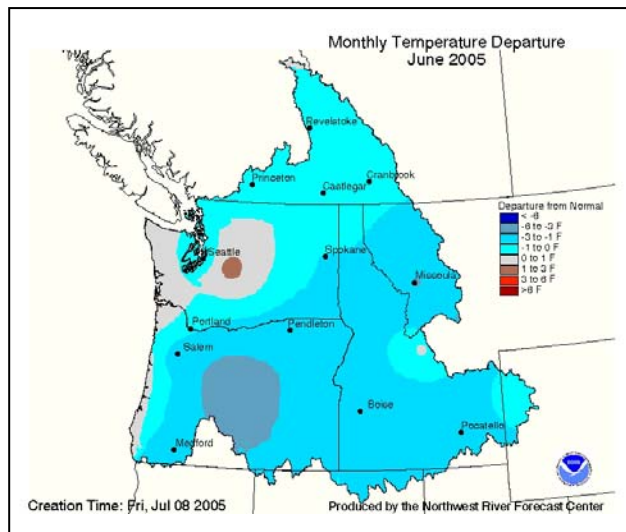 Monthly Temperature Departure
June 2005
Revelstoke
Princeton
Castlegar
Cranbrook
Departure from Normal
< -6
-6 to -3 F
-3 to -1 F
-1 to 0 F
0 to 1 F
1 to 3 F
3 to 6 F
>6 F
Seattle
Spokane
Missoula
Portland
Pendleton
Salem
Boise
Pocatello
Medford
Creation Time: Fri, Jul 08 2005
Produced by the Northwest River Forecast Center